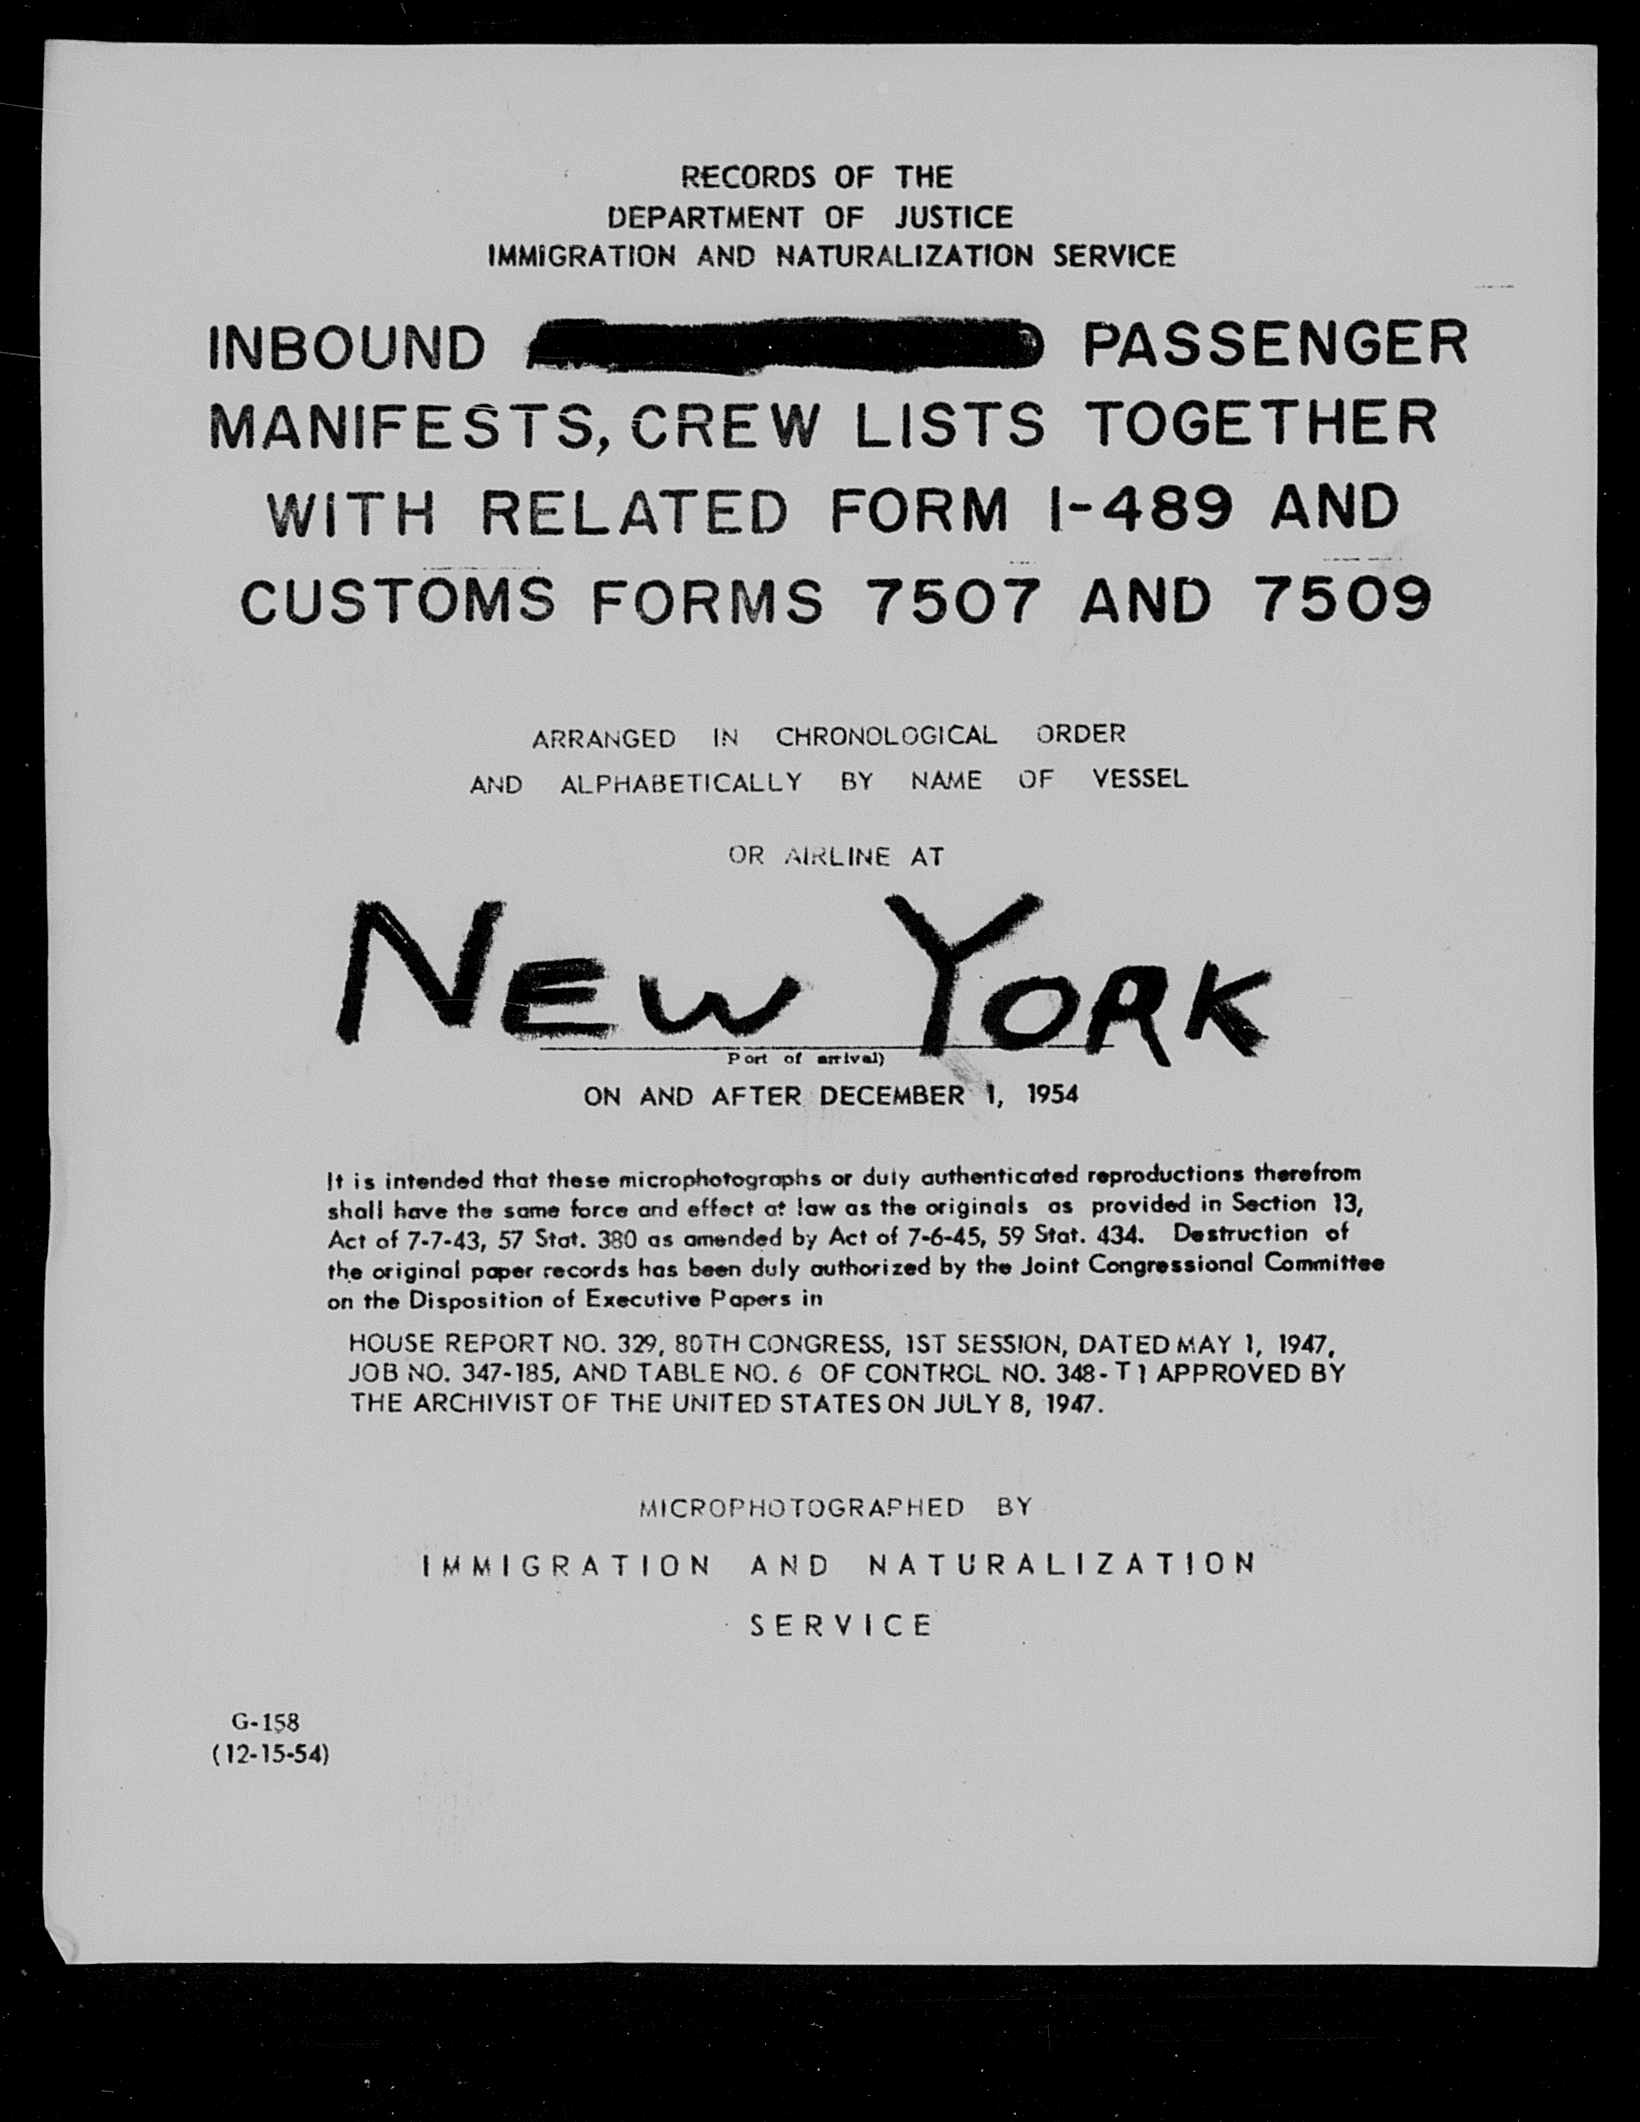 RECORDS OF THE
DEPARTMENT OF JUSTICE
IMMIGRATION AND NATURALIZATION SERVICE
INBOUND PASSENGER
MANIFESTS, CREW LISTS TOGETHER
WITH RELATED FORM I-489 AND
CUSTOMS FORMS 7507 AND 7509
ARRANGED IN CHRONOLOGICAL ORDER
AND ALPHABETICALLY BY NAME OF VESSEL
OR AIRLINE AT
NEW YORK
Port of arrival)
ON AND AFTER DECEMBER 1, 1954
It is intended that these microphotographs or duly authenticated reproductions therefrom
shall have the same force and effect at law as the originals as provided in Section 13,
Act of 7-7-43, 57 Stat. 380 as amended by Act of 7-6-45, 59 Stat. 434. Destruction of
the original paper records has been duly authorized by the Joint Congressional Committee
on the Disposition of Executive Papers in
HOUSE REPORT NO. 329, 80TH CONGRESS, 1ST SESSION, DATED MAY 1, 1947,
JOB NO. 347-185, AND TABLE NO. 6 OF CONTROL NO. 348-T1 APPROVED BY
THE ARCHIVIST OF THE UNITED STATES ON JULY 8, 1947.
MICROPHOTOGRAPHED BY
IMMIGRATION AND NATURALIZATION
SERVICE
G-158
(12-15-54)